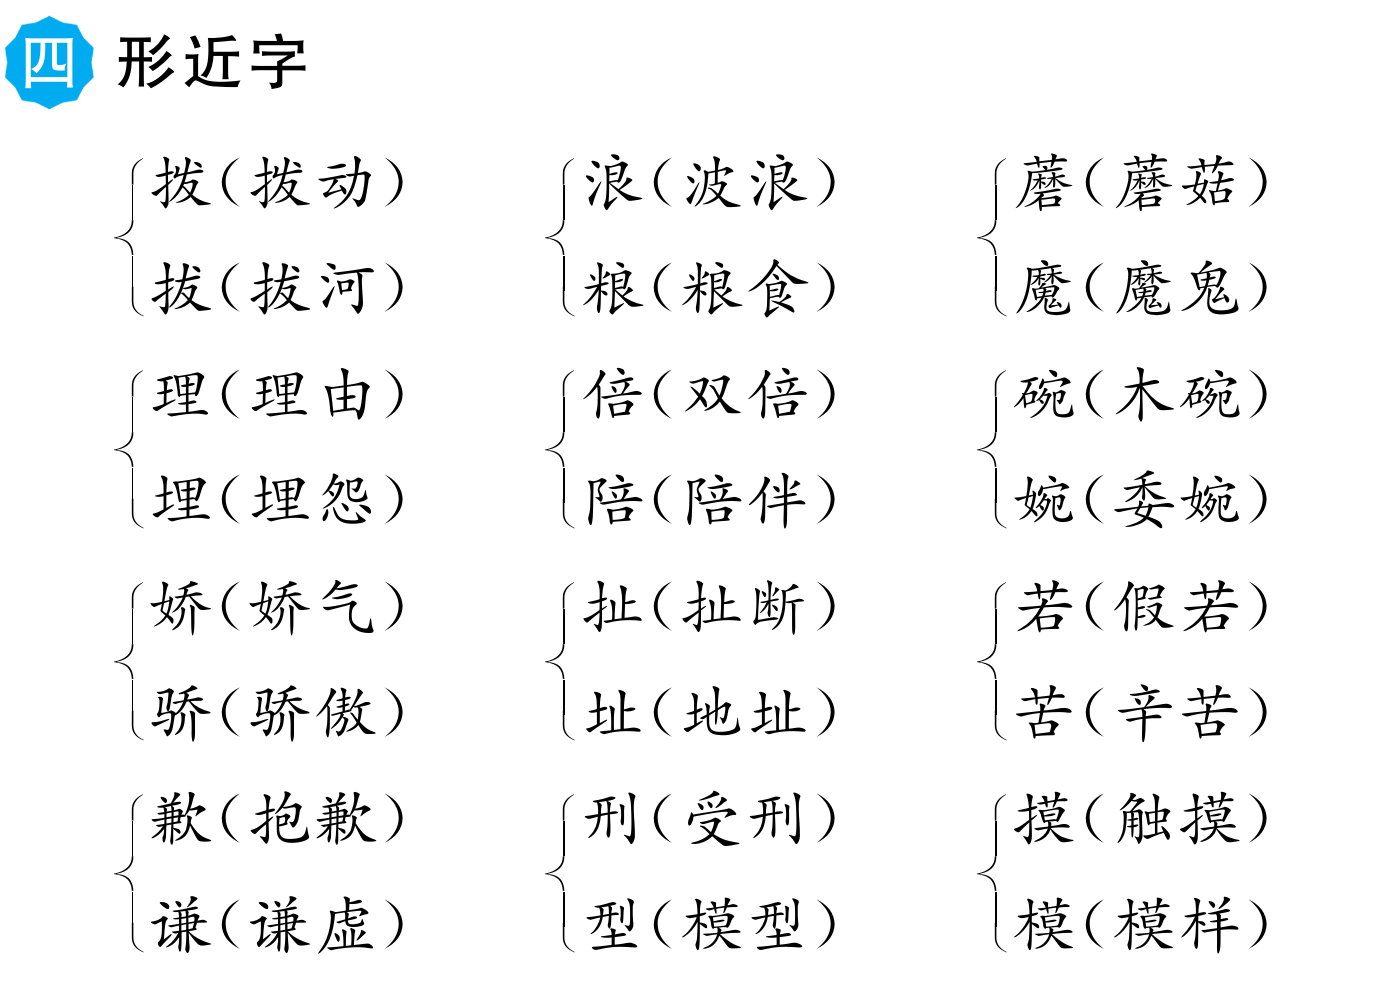 四 形近字
拨(拨动) 浪(波浪) 蘑(蘑菇)
拔(拔河) 粮(粮食) 魔(魔鬼)
理(理由) 倍(双倍) 碗(木碗)
埋(埋怨) 陪(陪伴) 婉(委婉)
娇(娇气) 扯(扯断) 若(假若)
骄(骄傲) 址(地址) 苦(辛苦)
歉(抱歉) 刑(受刑) 摸(触摸)
谦(谦虚) 型(模型) 模(模样)